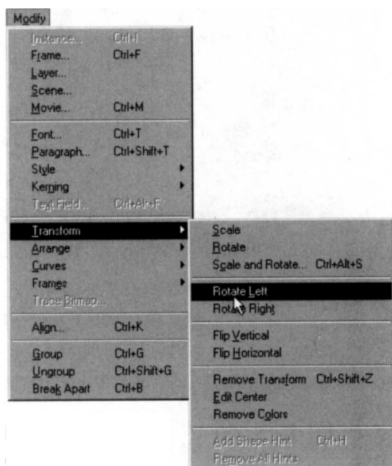 Modify
Instance... Ctrl+I
Frame... Ctrl+F
Layer...
Scene...
Movie... Ctrl+M
Font... Ctrl+T
Paragraph... Ctrl+Shift+T
Style
Kerning
Text Field... Ctrl+Alt+F
Transform
Arrange
Curves
Frames
Trace Bitmap...
Align... Ctrl+K
Group Ctrl+G
Ungroup Ctrl+Shift+G
Break Apart Ctrl+B
Scale
Rotate
Scale and Rotate... Ctrl+Alt+S
Rotate Left
Rotate Right
Flip Vertical
Flip Horizontal
Remove Transform Ctrl+Shift+Z
Edit Center
Remove Colors
Add Shape Hint Ctrl+H
Remove All Hints